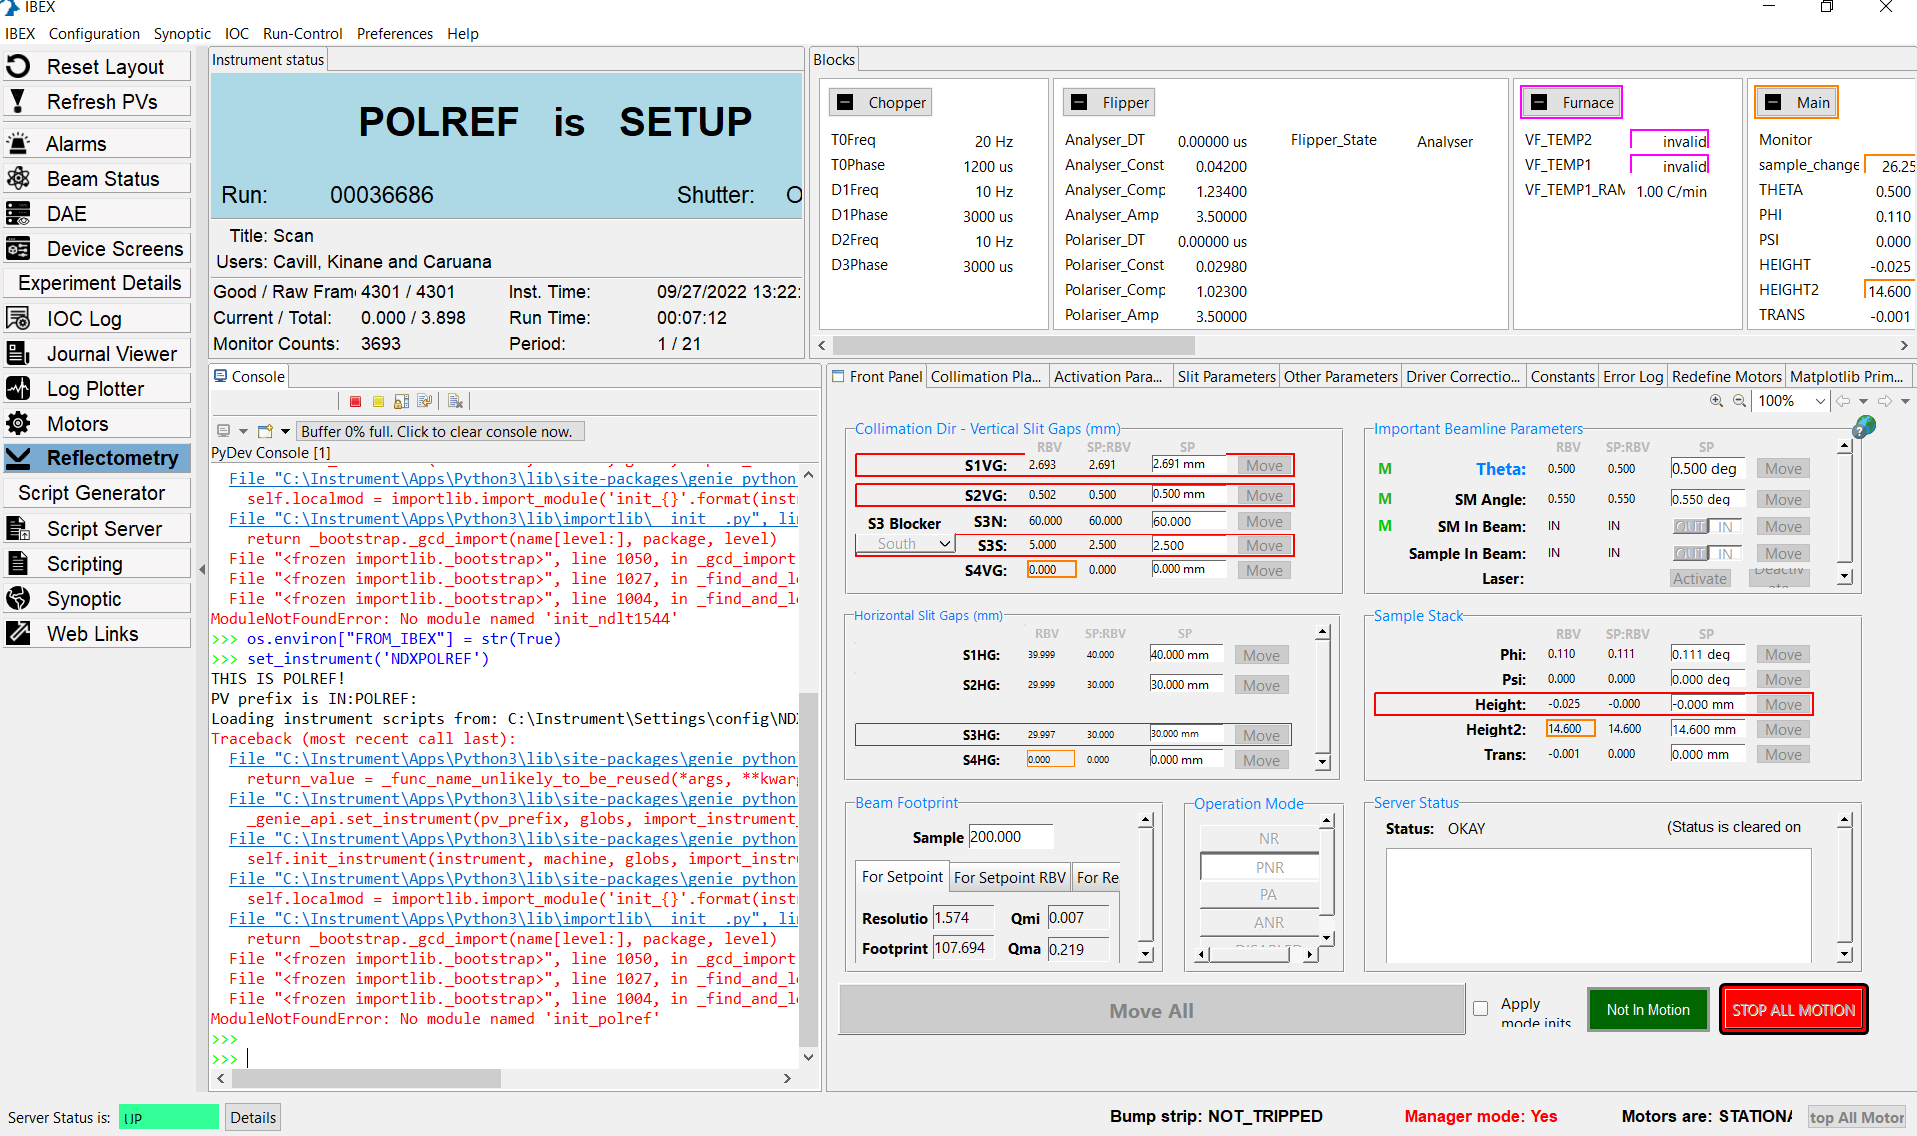 IBEX
IBEX Configuration Synoptic IOC Run-Control Preferences Help
Reset Layout
Refresh PVs
Alarms
Beam Status
DAE
Device Screens
Experiment Details
IOC Log
Journal Viewer
Log Plotter
Motors
Reflectometry
Script Generator
Script Server
Scripting
Synoptic
Web Links
Instrument status
POLREF is SETUP
Run: 00036686 Shutter: O
Title: Scan
Users: Cavill, Kinane and Caruana
Good / Raw Fram 4301 / 4301 Inst. Time: 09/27/2022 13:22:
Current / Total: 0.000 / 3.898 Run Time: 00:07:12
Monitor Counts: 3693 Period: 1 / 21
Blocks
Chopper
T0Freq 20 Hz
T0Phase 1200 us
D1Freq 10 Hz
D1Phase 3000 us
D2Freq 10 Hz
D3Phase 3000 us
Flipper
Analyser_DT 0.00000 us Flipper_State Analyser
Analyser_Const 0.04200
Analyser_Comp 1.23400
Analyser_Amp 3.50000
Polariser_DT 0.00000 us
Polariser_Const 0.02980
Polariser_Comp 1.02300
Polariser_Amp 3.50000
Furnace
VF_TEMP2 invalid
VF_TEMP1 invalid
VF_TEMP1_RAM 1.00 C/min
Main
Monitor
sample_change 26.25
THETA 0.500
PHI 0.110
PSI 0.000
HEIGHT -0.025
HEIGHT2 14.600
TRANS -0.001
Console
Buffer 0% full. Click to clear console now.
PyDev Console [1]
File "C:\Instrument\Apps\Python3\lib\site-packages\genie_python
self.localmod = importlib.import_module('init_{}'.format(inst
File "C:\Instrument\Apps\Python3\lib\importlib\__init__.py", li
return _bootstrap._gcd_import(name[level:], package, level)
File "<frozen importlib._bootstrap>", line 1050, in _gcd_import
File "<frozen importlib._bootstrap>", line 1027, in _find_and_l
File "<frozen importlib._bootstrap>", line 1004, in _find_and_l
ModuleNotFoundError: No module named 'init_ndlt1544'
>>> os.environ["FROM_IBEX"] = str(True)
>>> set_instrument('NDXPOLREF')
THIS IS POLREF!
PV prefix is IN:POLREF:
Loading instrument scripts from: C:\Instrument\Settings\config\NDX
Traceback (most recent call last):
File "C:\Instrument\Apps\Python3\lib\site-packages\genie_python
return_value = _func_name_unlikely_to_be_reused(*args, **kwarg
File "C:\Instrument\Apps\Python3\lib\site-packages\genie_python
_genie_api.set_instrument(pv_prefix, globs, import_instrument_
File "C:\Instrument\Apps\Python3\lib\site-packages\genie_python
self.init_instrument(instrument, machine, globs, import_instru
File "C:\Instrument\Apps\Python3\lib\site-packages\genie_python
self.localmod = importlib.import_module('init_{}'.format(inst
File "C:\Instrument\Apps\Python3\lib\importlib\__init__.py", li
return _bootstrap._gcd_import(name[level:], package, level)
File "<frozen importlib._bootstrap>", line 1050, in _gcd_import
File "<frozen importlib._bootstrap>", line 1027, in _find_and_l
File "<frozen importlib._bootstrap>", line 1004, in _find_and_l
ModuleNotFoundError: No module named 'init_polref'
>>>
>>>
Front Panel Collimation Pla... Activation Para... Slit Parameters Other Parameters Driver Correctio... Constants Error Log Redefine Motors Matplotlib Prim...
100%
Collimation Dir - Vertical Slit Gaps (mm)
RBV SP:RBV SP
S1VG: 2.693 2.691 2.691 mm Move
S2VG: 0.502 0.500 0.500 mm Move
S3 Blocker S3N: 60.000 60.000 60.000 Move
South S3S: 5.000 2.500 2.500 Move
S4VG: 0.000 0.000 0.000 mm Move
Horizontal Slit Gaps (mm)
RBV SP:RBV SP
S1HG: 39.999 40.000 40.000 mm Move
S2HG: 29.999 30.000 30.000 mm Move
S3HG: 29.997 30.000 30.000 mm Move
S4HG: 0.000 0.000 0.000 mm Move
Important Beamline Parameters
RBV SP:RBV SP
M Theta: 0.500 0.500 0.500 deg Move
M SM Angle: 0.550 0.550 0.550 deg Move
M SM In Beam: IN IN OUT IN Move
Sample In Beam: IN IN OUT IN Move
Laser: Activate Deactiv
Sample Stack
RBV SP:RBV SP
Phi: 0.110 0.111 0.111 deg Move
Psi: 0.000 0.000 0.000 deg Move
Height: -0.025 -0.000 -0.000 mm Move
Height2: 14.600 14.600 14.600 mm Move
Trans: -0.001 0.000 0.000 mm Move
Beam Footprint
Sample 200.000
For Setpoint For Setpoint RBV For Re
Resolutio 1.574 Qmi 0.007
Footprint 107.694 Qma 0.219
Operation Mode
NR
PNR
PA
ANR
Server Status
Status: OKAY (Status is cleared on
Move All
Apply
mode inits
Not In Motion
STOP ALL MOTION
Server Status is: UP Details
Bump strip: NOT_TRIPPED Manager mode: Yes Motors are: STATIONA top All Motor